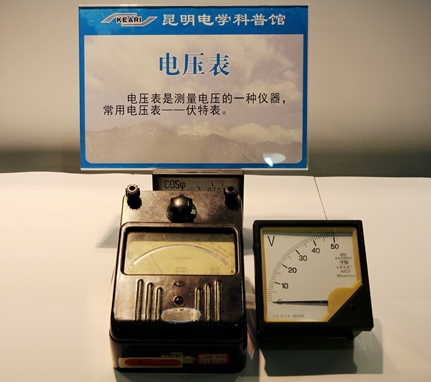 KEARI 昆明电学科普馆
电压表
电压表是测量电压的一种仪器，
常用电压表——伏特表。
COSφ
V
0 10 20 30 40 50